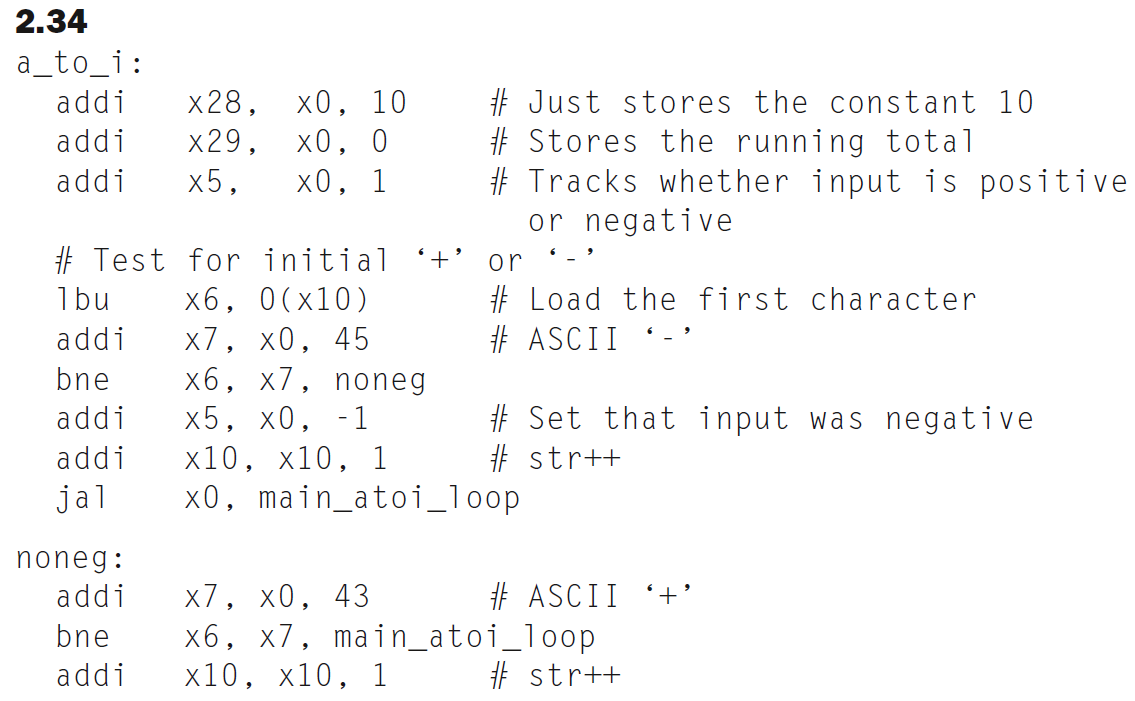 2.34
a_to_i:
addi x28, x0, 10 # Just stores the constant 10
addi x29, x0, 0 # Stores the running total
addi x5, x0, 1 # Tracks whether input is positive
or negative
# Test for initial ‘+’ or ‘-’
lbu x6, 0(x10) # Load the first character
addi x7, x0, 45 # ASCII ‘-’
bne x6, x7, noneg
addi x5, x0, -1 # Set that input was negative
addi x10, x10, 1 # str++
jal x0, main_atoi_loop
noneg:
addi x7, x0, 43 # ASCII ‘+’
bne x6, x7, main_atoi_loop
addi x10, x10, 1 # str++